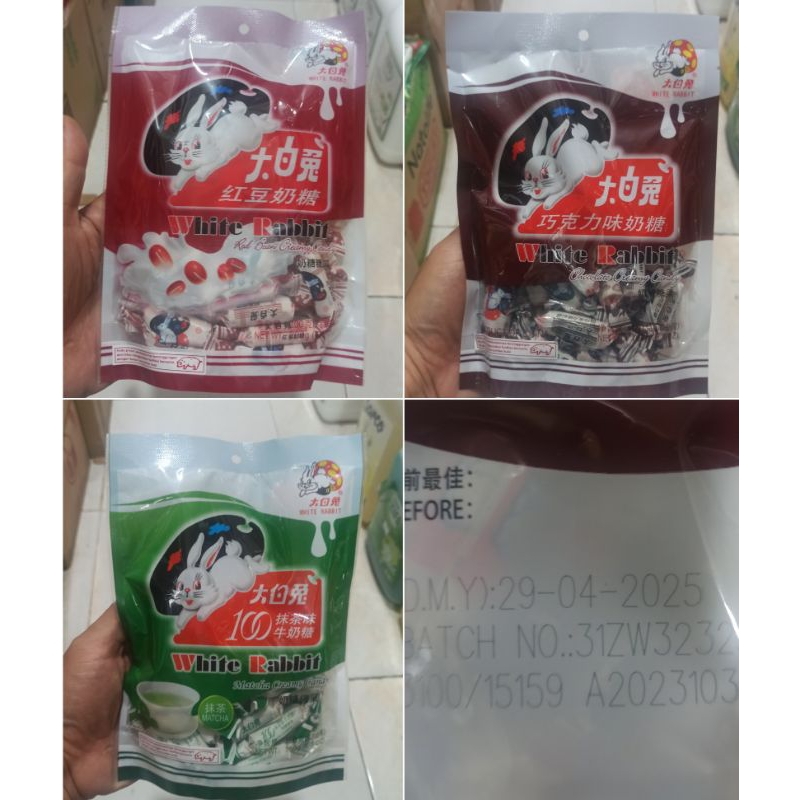 大白兔
WHITE RABBIT
大白兔
红豆奶糖
White Rabbit
Red Bean Creamy Candy
大白兔
大白兔
WHITE RABBIT
大白兔
巧克力味奶糖
White Rabbit
Chocolate Creamy Candy
大白兔
WHITE RABBIT
大白兔
100 抹茶味
牛奶糖
White Rabbit
Matcha Creamy Candy
抹茶
MATCHA
前最佳:
EFORE:
D.M.Y):29-04-2025
BATCH NO.:31ZW3232
/15159 A2023103